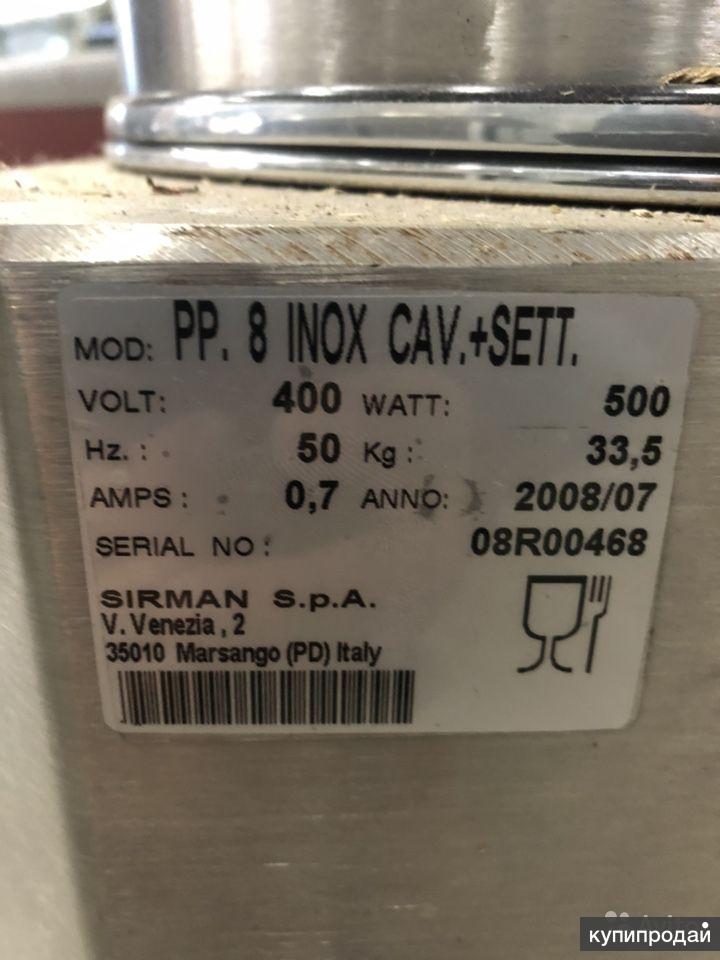 MOD: PP. 8 INOX CAV.+SETT.
VOLT: 400 WATT: 500
Hz. : 50 Kg : 33,5
AMPS : 0,7 ANNO: 2008/07
SERIAL NO : 08R00468
SIRMAN S.p.A.
V. Venezia , 2
35010 Marsango (PD) Italy
Avito
купипродай